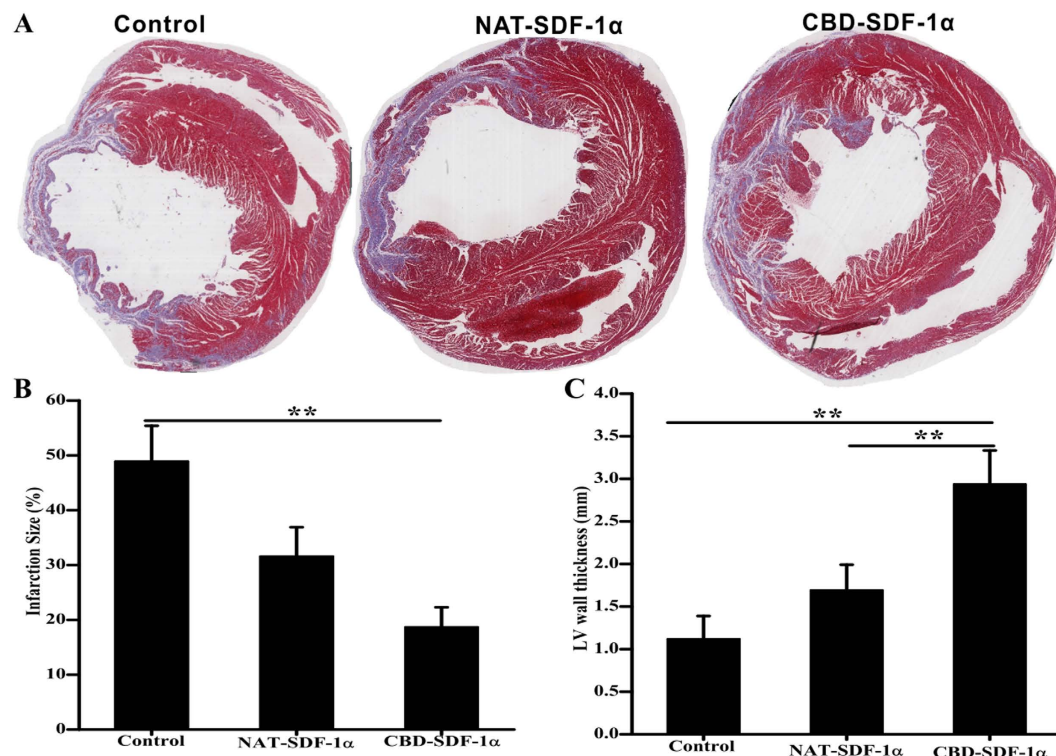 A
Control
NAT-SDF-1α
CBD-SDF-1α
B
Infarction Size (%)
60
50
40
30
20
10
0
**
Control
NAT-SDF-1α
CBD-SDF-1α
C
LV wall thickness (mm)
4.0
3.5
3.0
2.5
2.0
1.5
1.0
0.5
0.0
**
**
Control
NAT-SDF-1α
CBD-SDF-1α